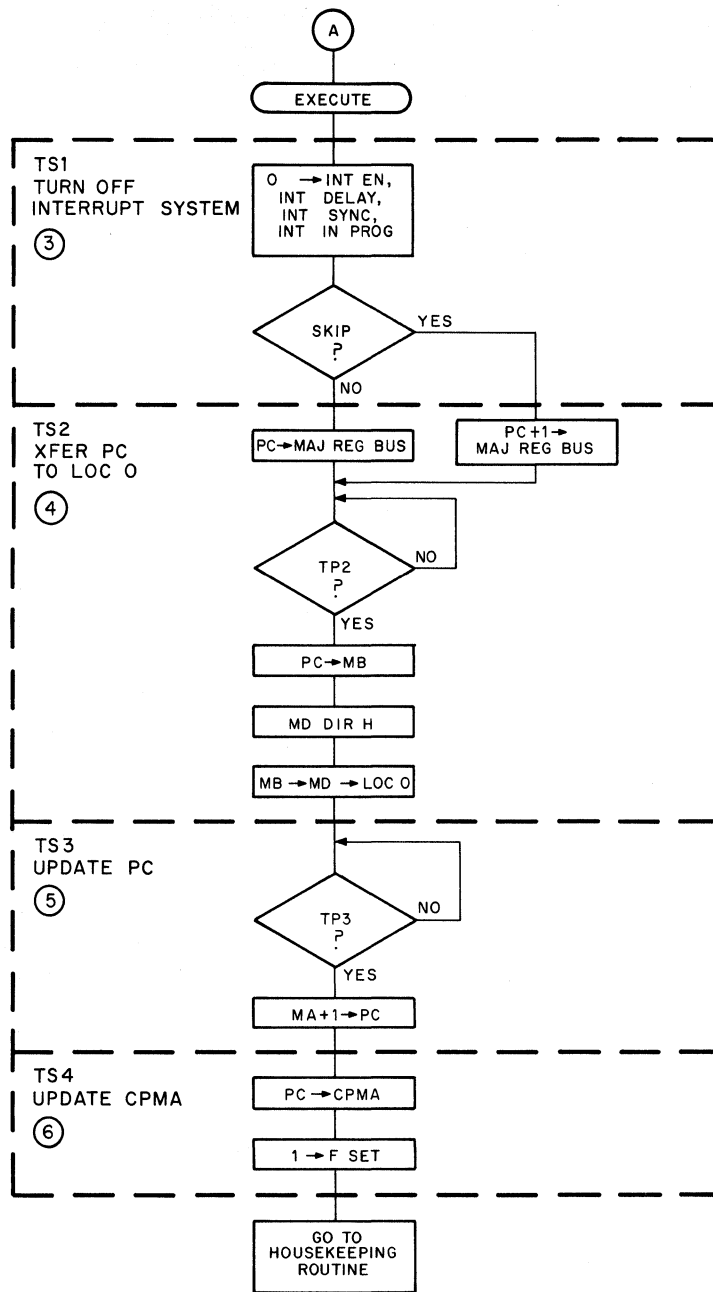 A
EXECUTE
TS1
TURN OFF
INTERRUPT SYSTEM
3
0 → INT EN,
INT DELAY,
INT SYNC,
INT IN PROG
SKIP
?
YES
NO
TS2
XFER PC
TO LOC 0
4
PC→MAJ REG BUS
PC+1→
MAJ REG BUS
TP2
?
NO
YES
PC→MB
MD DIR H
MB→MD→LOC 0
TS3
UPDATE PC
5
TP3
?
NO
YES
MA+1→PC
TS4
UPDATE CPMA
6
PC→CPMA
1→F SET
GO TO
HOUSEKEEPING
ROUTINE